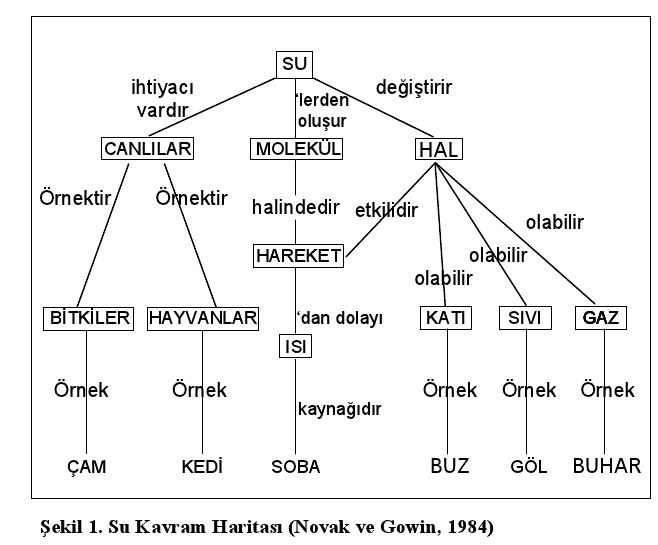 SU
ihtiyacı
vardır
'lerden
oluşur
değiştirir
CANLILAR
MOLEKÜL
HAL
Örnektir
Örnektir
halindedir
etkilidir
olabilir
HAREKET
olabilir
olabilir
BİTKİLER
HAYVANLAR
'dan dolayı
KATI
SIVI
GAZ
ISI
Örnek
Örnek
kaynağıdır
Örnek
Örnek
Örnek
ÇAM
KEDİ
SOBA
BUZ
GÖL
BUHAR
Şekil 1. Su Kavram Haritası (Novak ve Gowin, 1984)